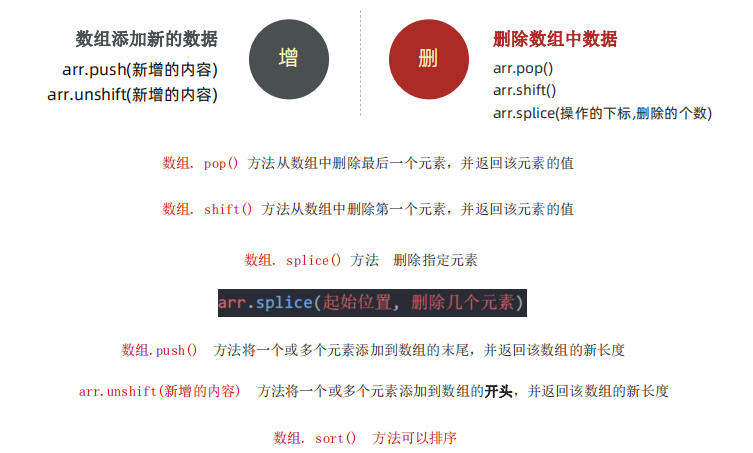 数组添加新的数据
arr.push(新增的内容)
arr.unshift(新增的内容)
增
删
删除数组中数据
arr.pop()
arr.shift()
arr.splice(操作的下标,删除的个数)
数组. pop() 方法从数组中删除最后一个元素，并返回该元素的值
数组. shift() 方法从数组中删除第一个元素，并返回该元素的值
数组. splice() 方法 删除指定元素
arr.splice(起始位置, 删除几个元素)
数组.push() 方法将一个或多个元素添加到数组的末尾，并返回该数组的新长度
arr.unshift(新增的内容) 方法将一个或多个元素添加到数组的开头，并返回该数组的新长度
数组. sort() 方法可以排序